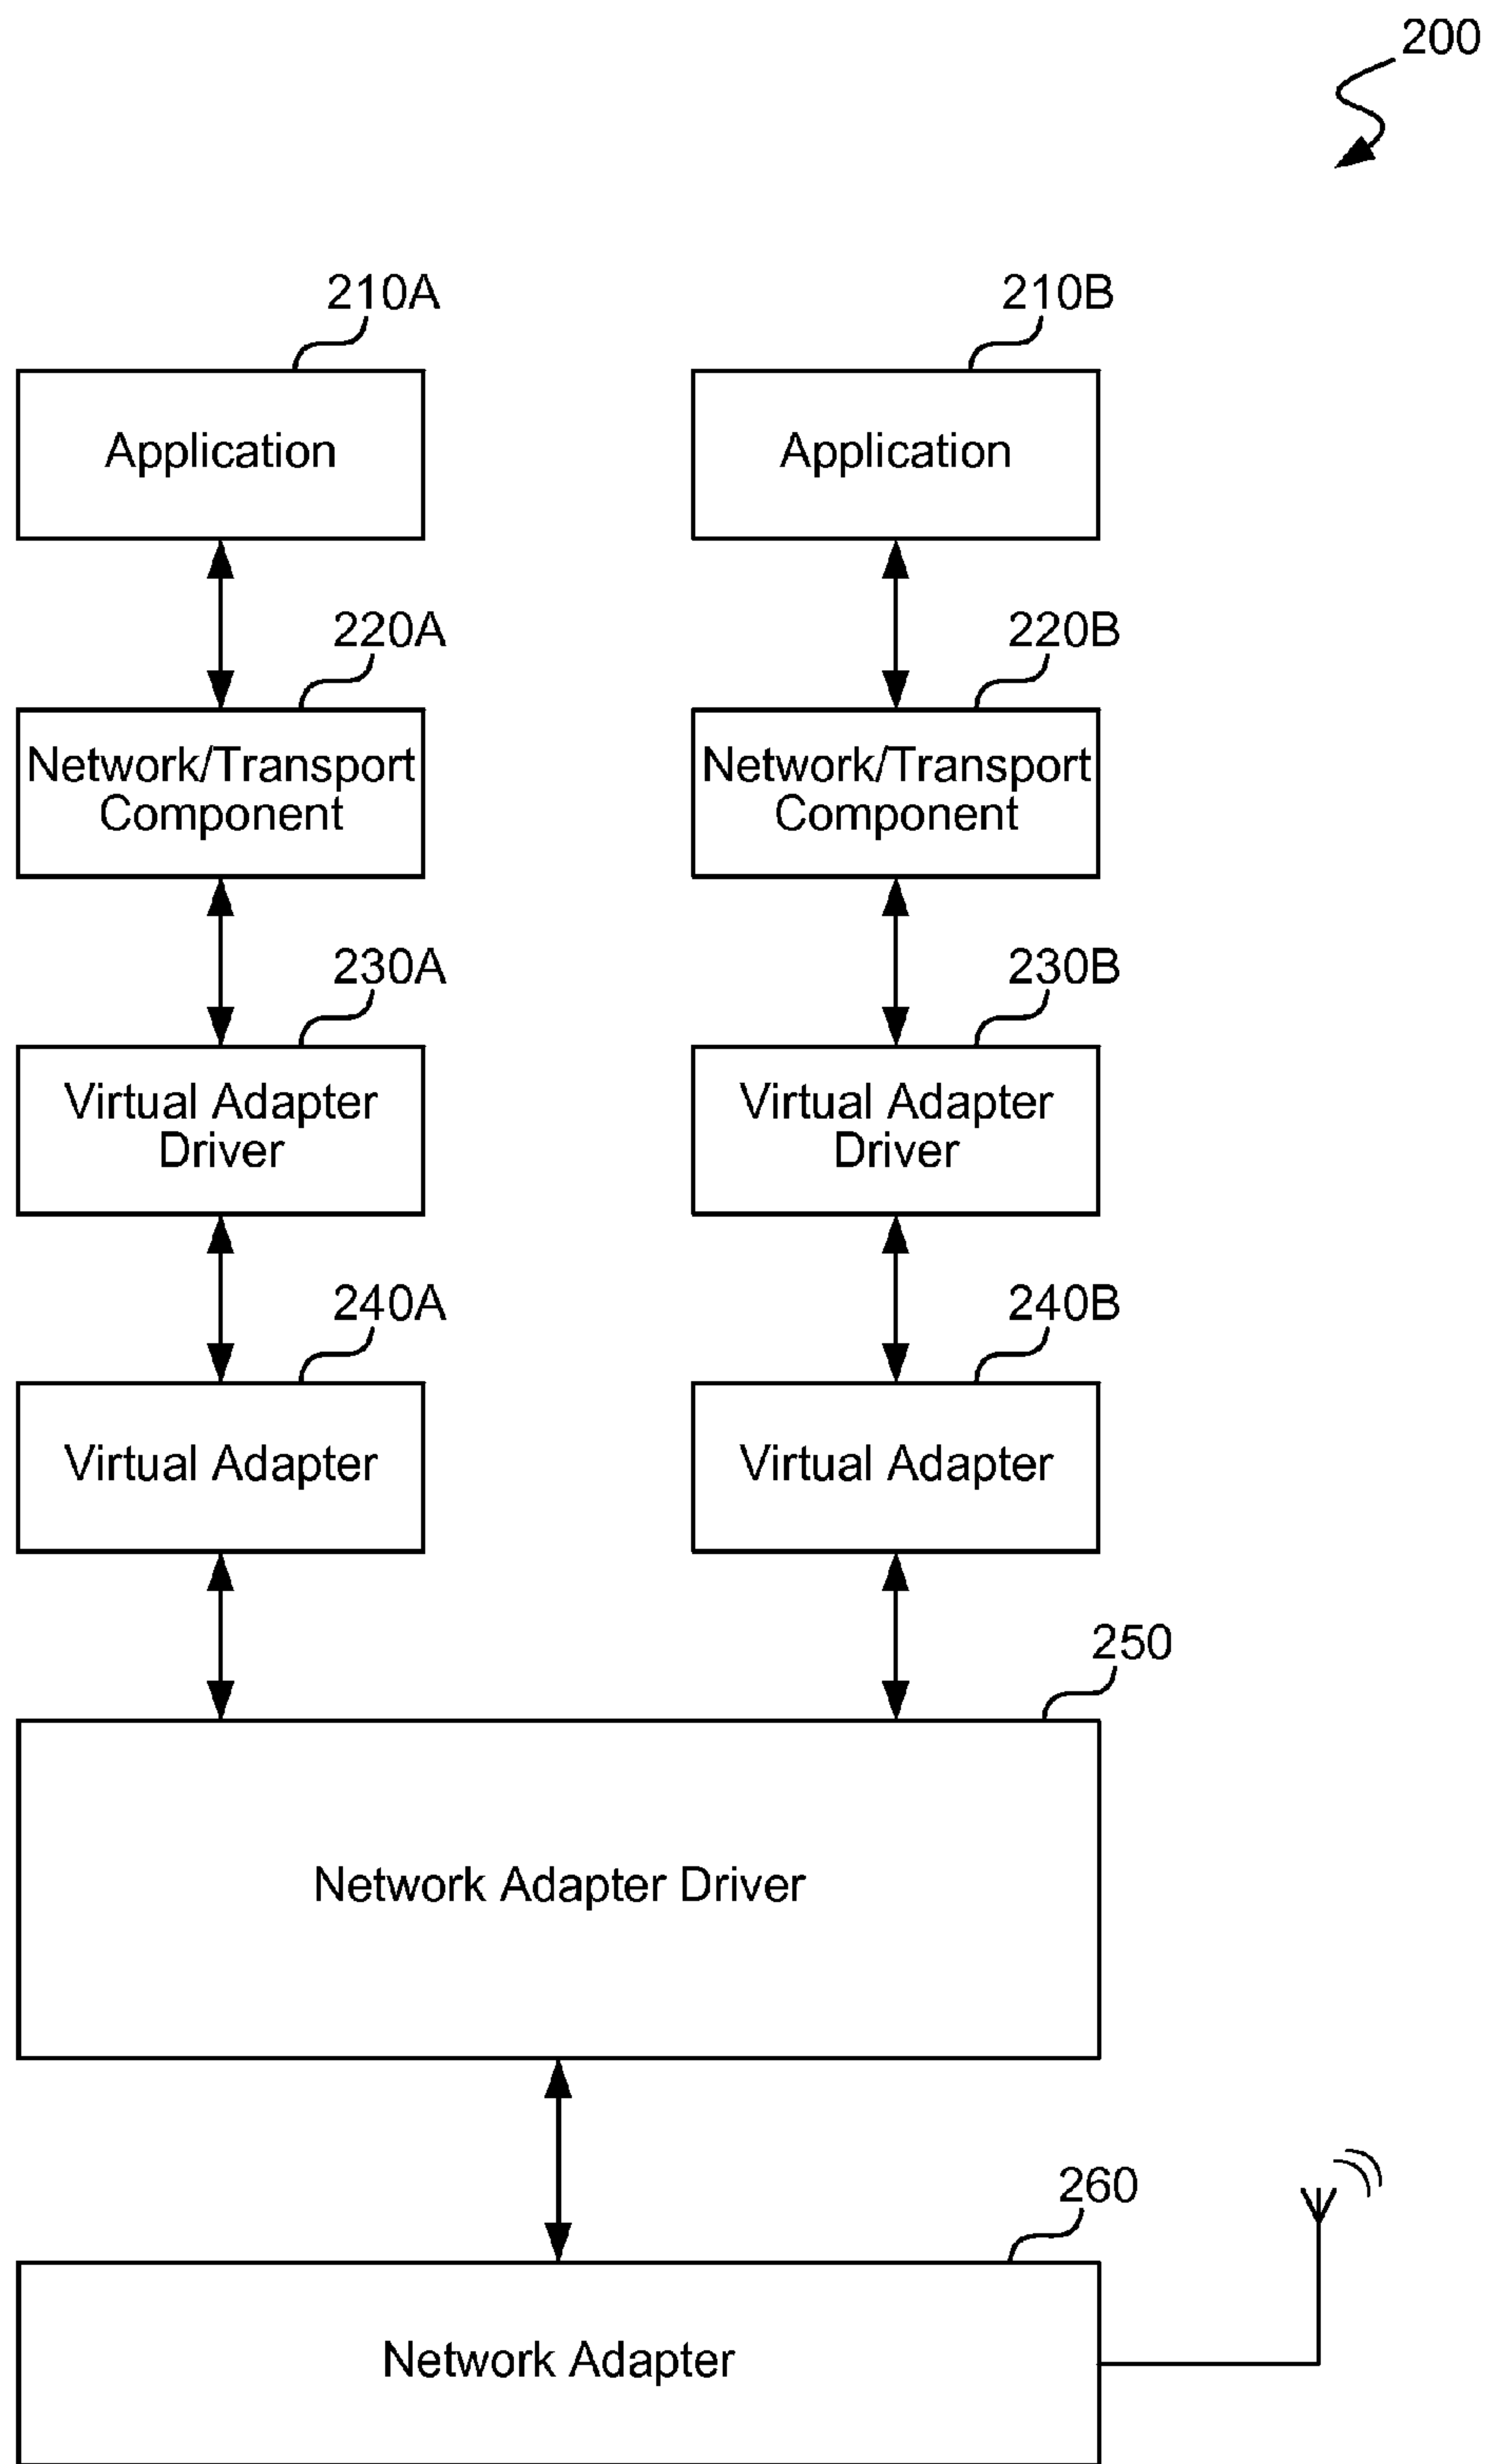 200
210A
210B
Application
Application
220A
220B
Network/Transport
Component
Network/Transport
Component
230A
230B
Virtual Adapter
Driver
Virtual Adapter
Driver
240A
240B
Virtual Adapter
Virtual Adapter
250
Network Adapter Driver
260
Network Adapter